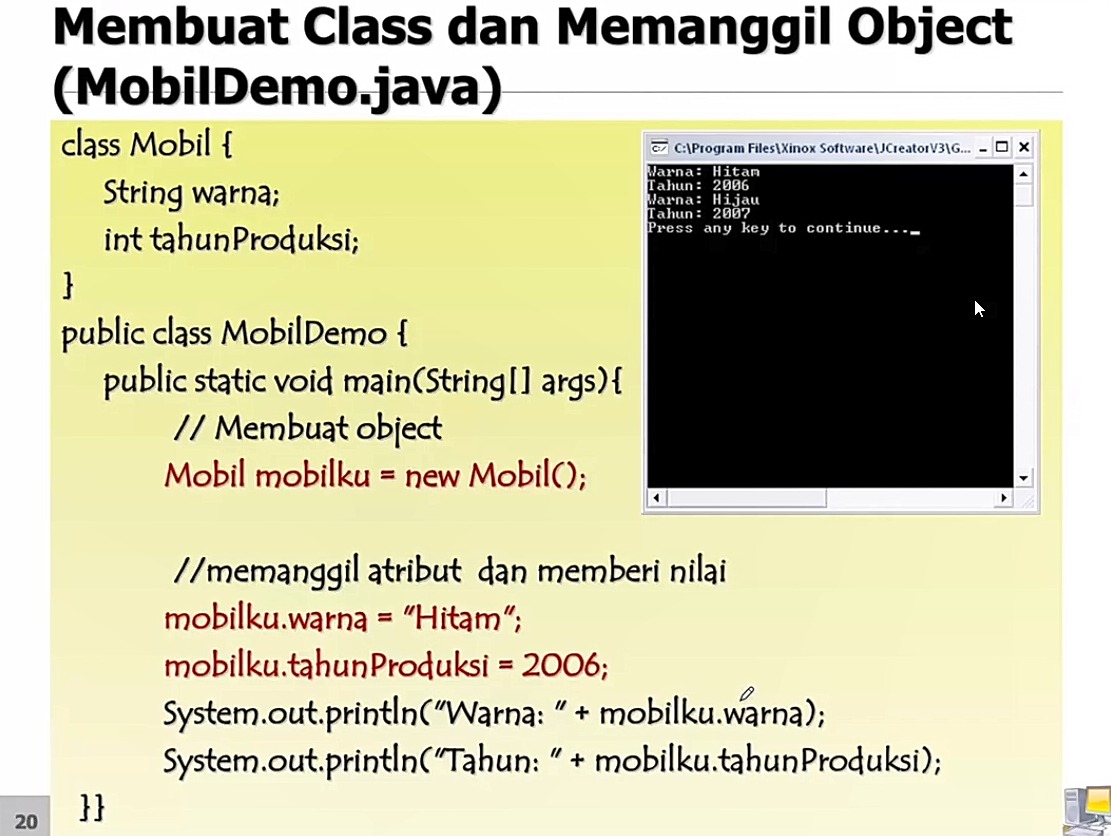 Membuat Class dan Memanggil Object
(MobilDemo.java)
class Mobil {
String warna;
int tahunProduksi;
}
public class MobilDemo {
public static void main(String[] args){
// Membuat object
Mobil mobilku = new Mobil();
//memanggil atribut dan memberi nilai
mobilku.warna = "Hitam";
mobilku.tahunProduksi = 2006;
System.out.println("Warna: " + mobilku.warna);
System.out.println("Tahun: " + mobilku.tahunProduksi);
}}
C:\Program Files\Xinox Software\JCreatorV3\G...
Warna: Hitam
Tahun: 2006
Warna: Hijau
Tahun: 2007
Press any key to continue..._
20